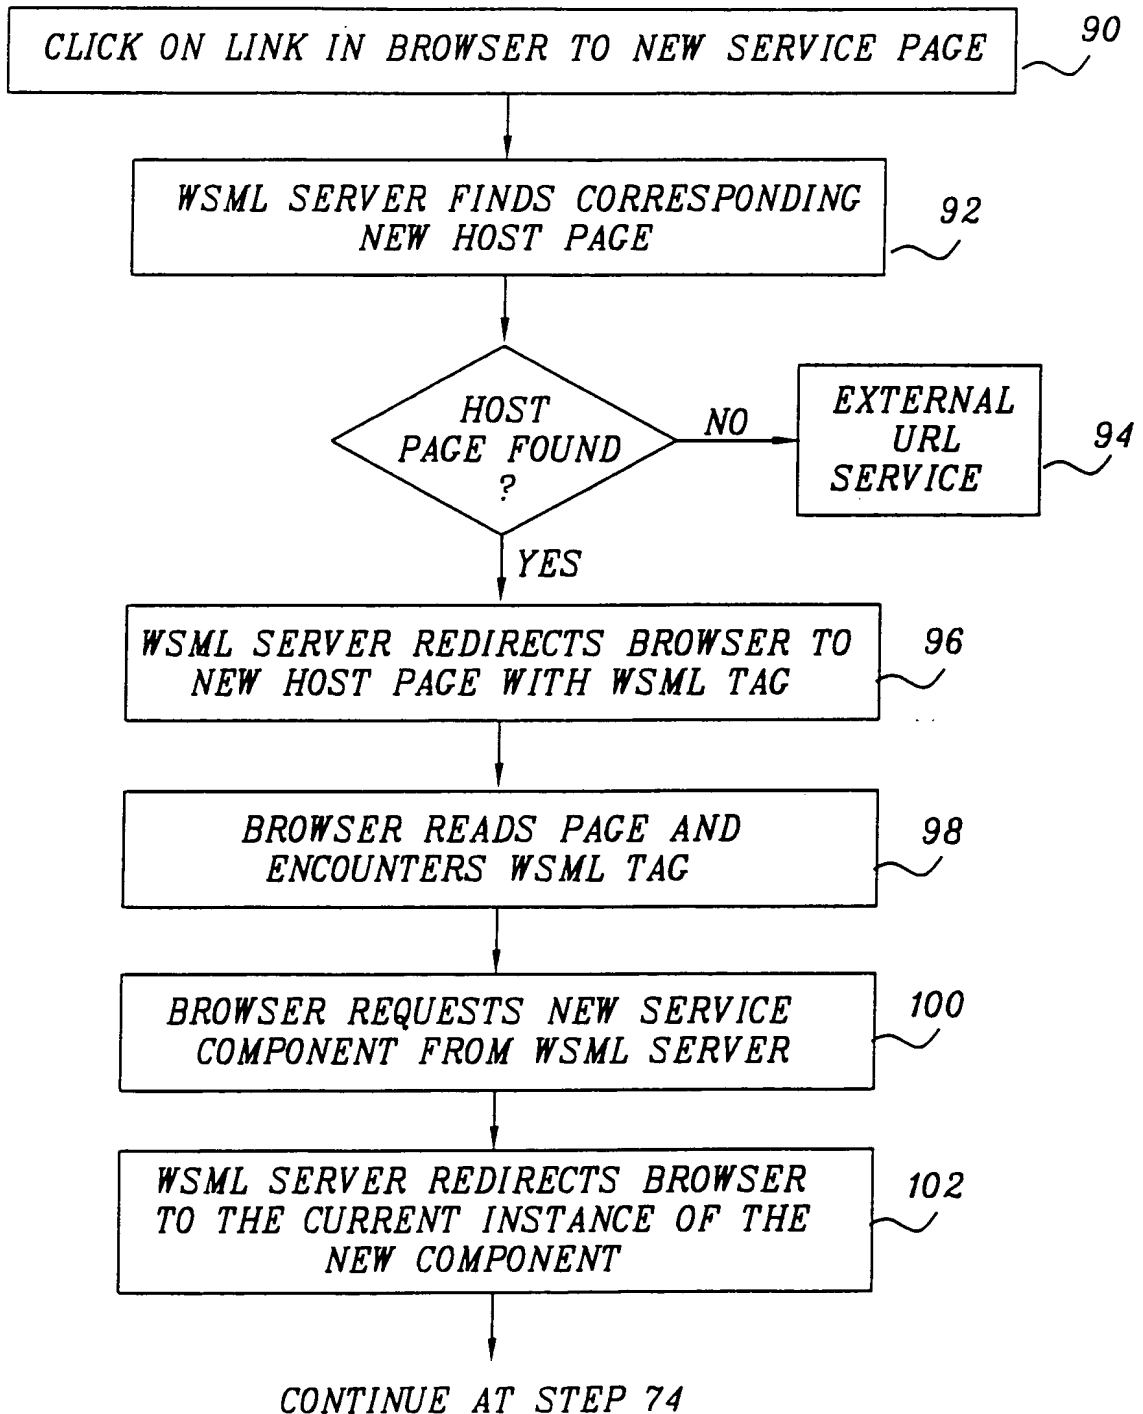 CLICK ON LINK IN BROWSER TO NEW SERVICE PAGE
90
WSML SERVER FINDS CORRESPONDING
NEW HOST PAGE
92
HOST
PAGE FOUND
?
NO
EXTERNAL
URL
SERVICE
94
YES
WSML SERVER REDIRECTS BROWSER TO
NEW HOST PAGE WITH WSML TAG
96
BROWSER READS PAGE AND
ENCOUNTERS WSML TAG
98
BROWSER REQUESTS NEW SERVICE
COMPONENT FROM WSML SERVER
100
WSML SERVER REDIRECTS BROWSER
TO THE CURRENT INSTANCE OF THE
NEW COMPONENT
102
CONTINUE AT STEP 74